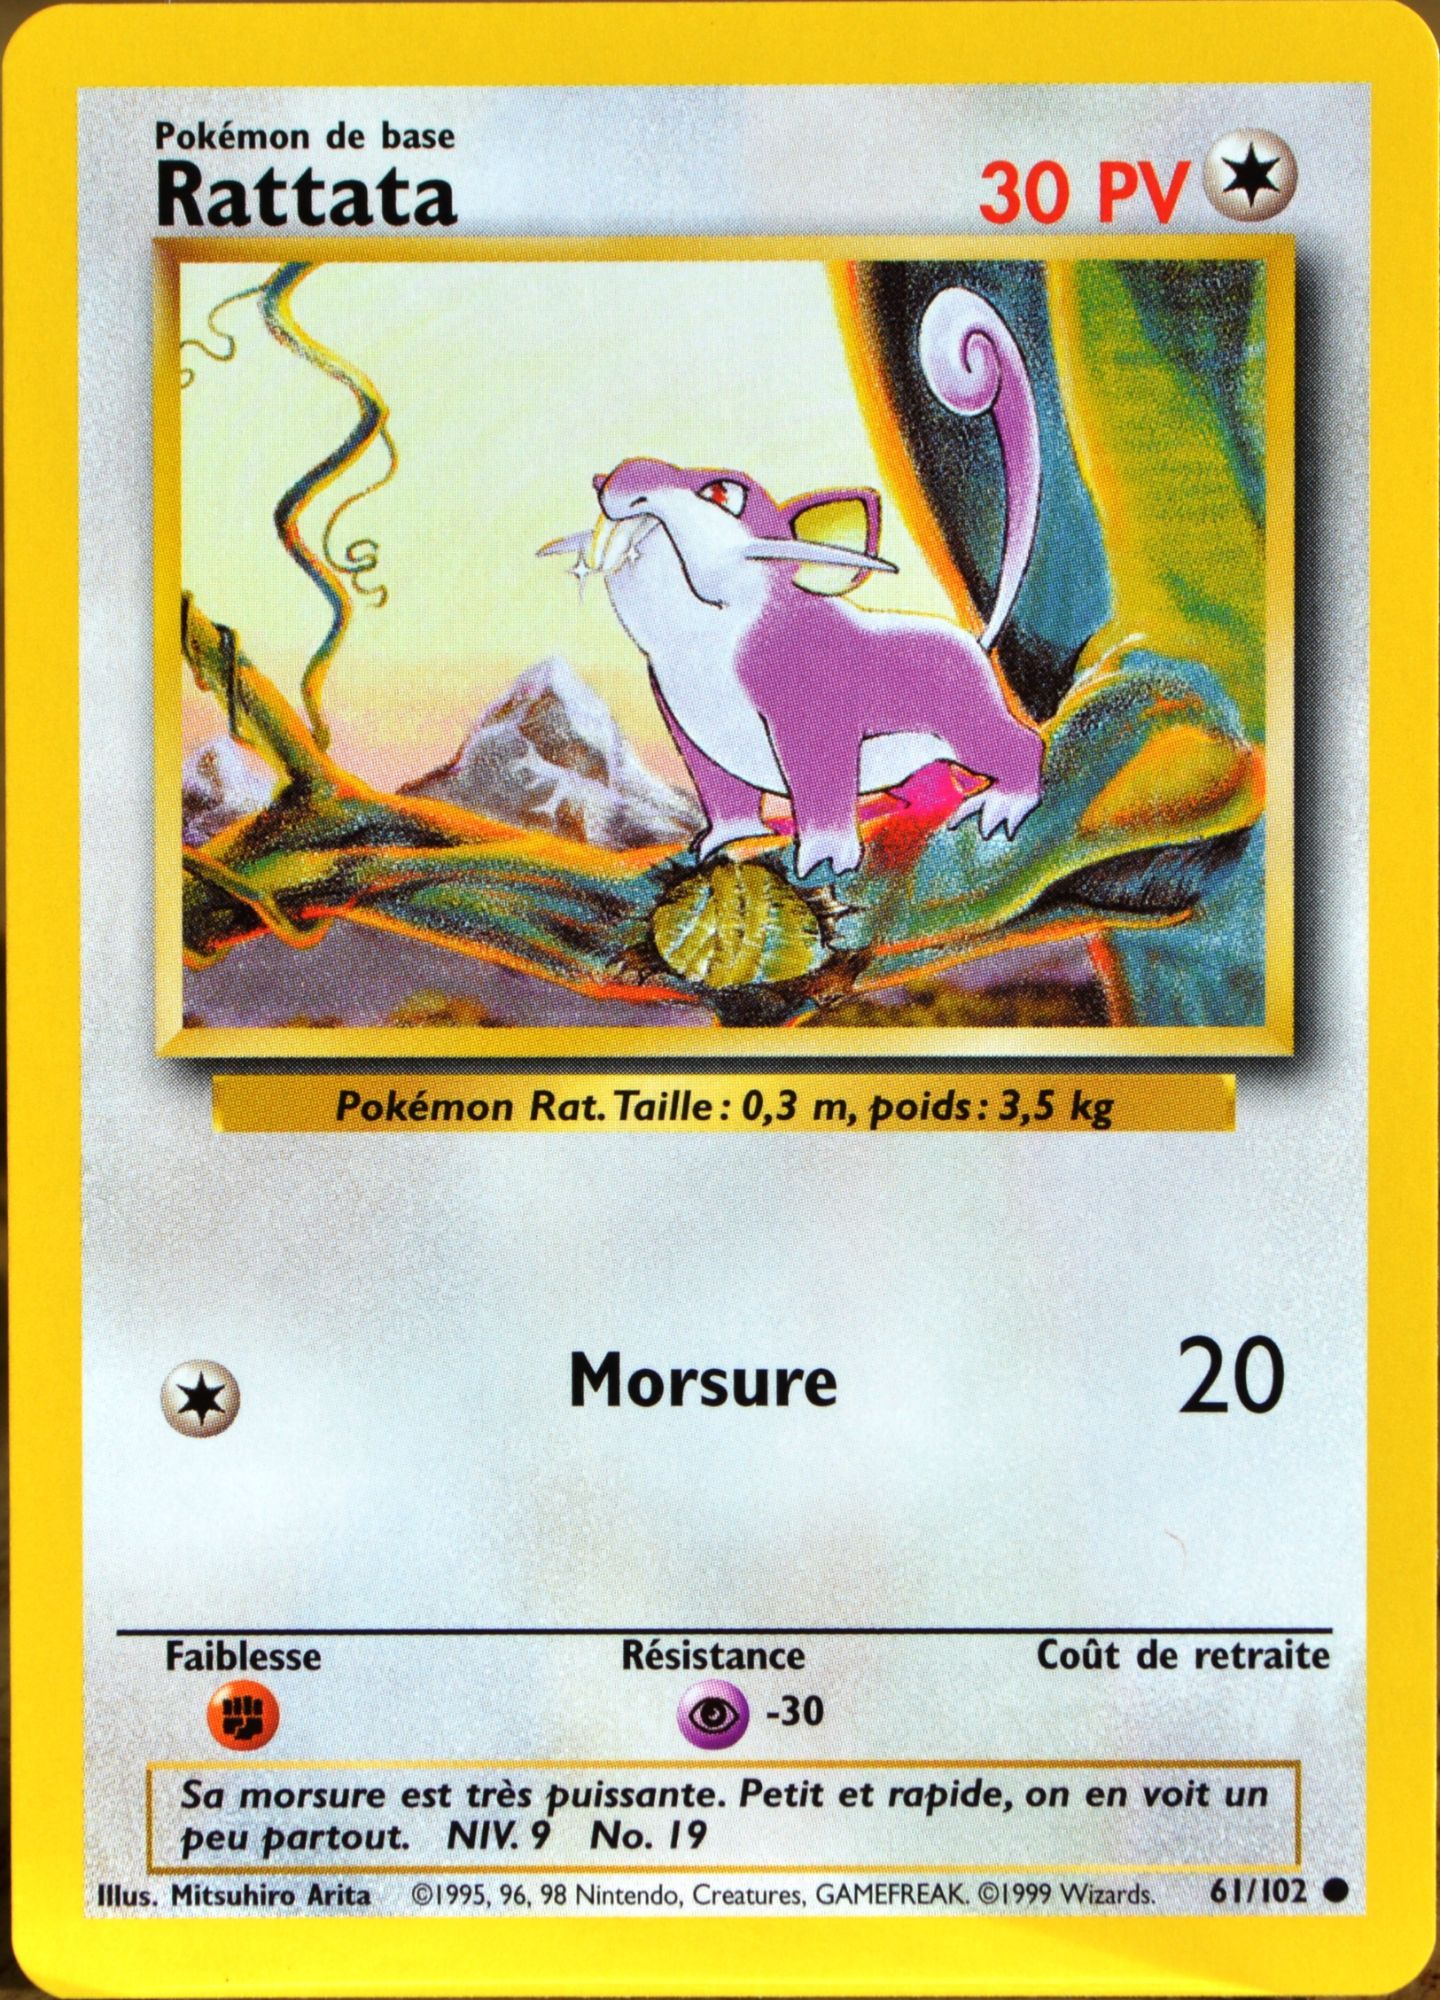 Pokémon de base
Rattata
30 PV
Pokémon Rat. Taille : 0,3 m, poids : 3,5 kg
Morsure 20
Faiblesse Résistance Coût de retraite
-30
Sa morsure est très puissante. Petit et rapide, on en voit un
peu partout. NIV. 9 No. 19
Illus. Mitsuhiro Arita ©1995, 96, 98 Nintendo, Creatures, GAMEFREAK. ©1999 Wizards. 61/102